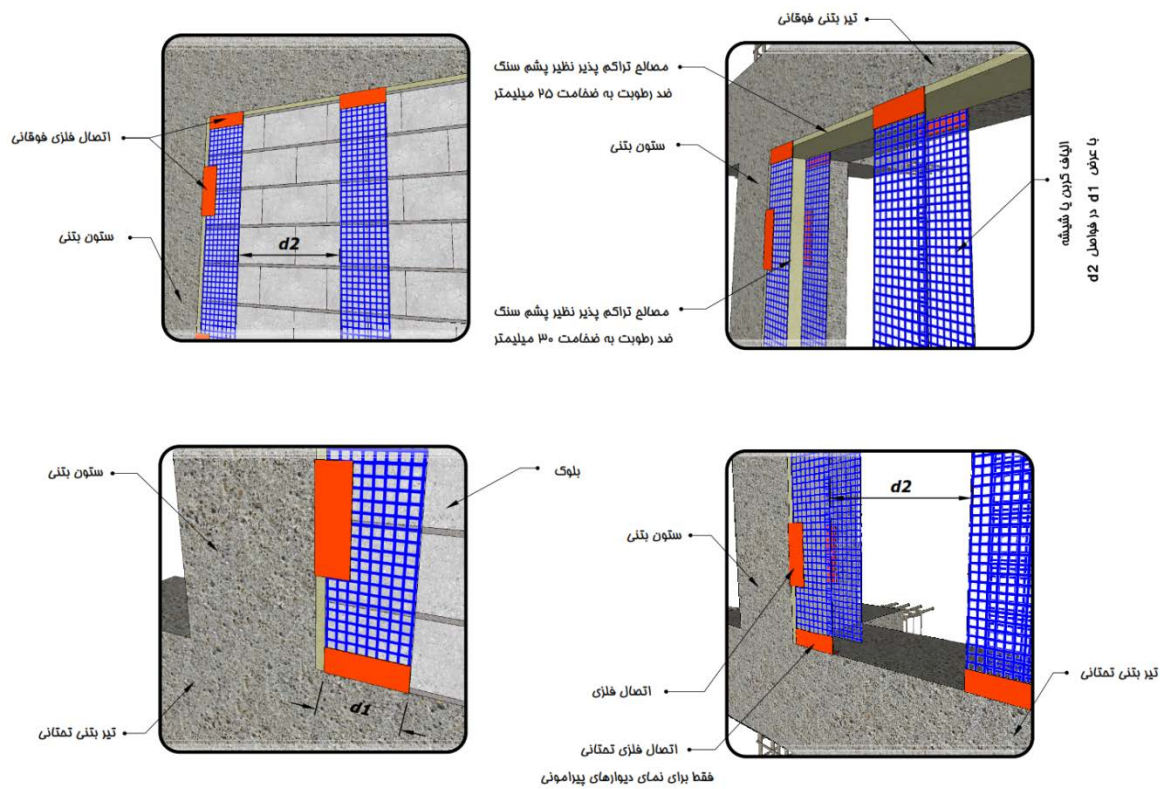 تیر بتنی فوقانی
مصالح تراکم پذیر نظیر پشم سنگ
ضد رطوبت به ضخامت ۲۵ میلیمتر
ستون بتنی
الیاف کربن یا شیشه
با عرض d1 در فواصل d2
مصالح تراکم پذیر نظیر پشم سنگ
ضد رطوبت به ضخامت ۳۰ میلیمتر
اتصال فلزی فوقانی
ستون بتنی
d2
d2
ستون بتنی
اتصال فلزی
تیر بتنی تحتانی
اتصال فلزی تحتانی
فقط برای نمای دیوارهای پیرامونی
بلوک
ستون بتنی
d1
تیر بتنی تحتانی